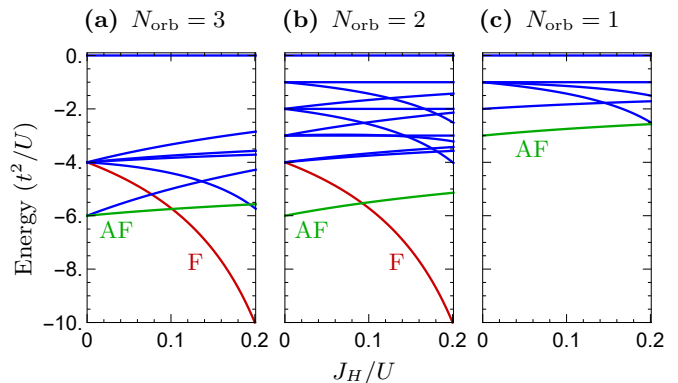 (a) N_orb = 3
(b) N_orb = 2
(c) N_orb = 1
Energy (t²/U)
0.
−2.
−4.
−6.
−8.
−10.
AF
F
AF
F
AF
0 0.1 0.2
0 0.1 0.2
0 0.1 0.2
J_H/U